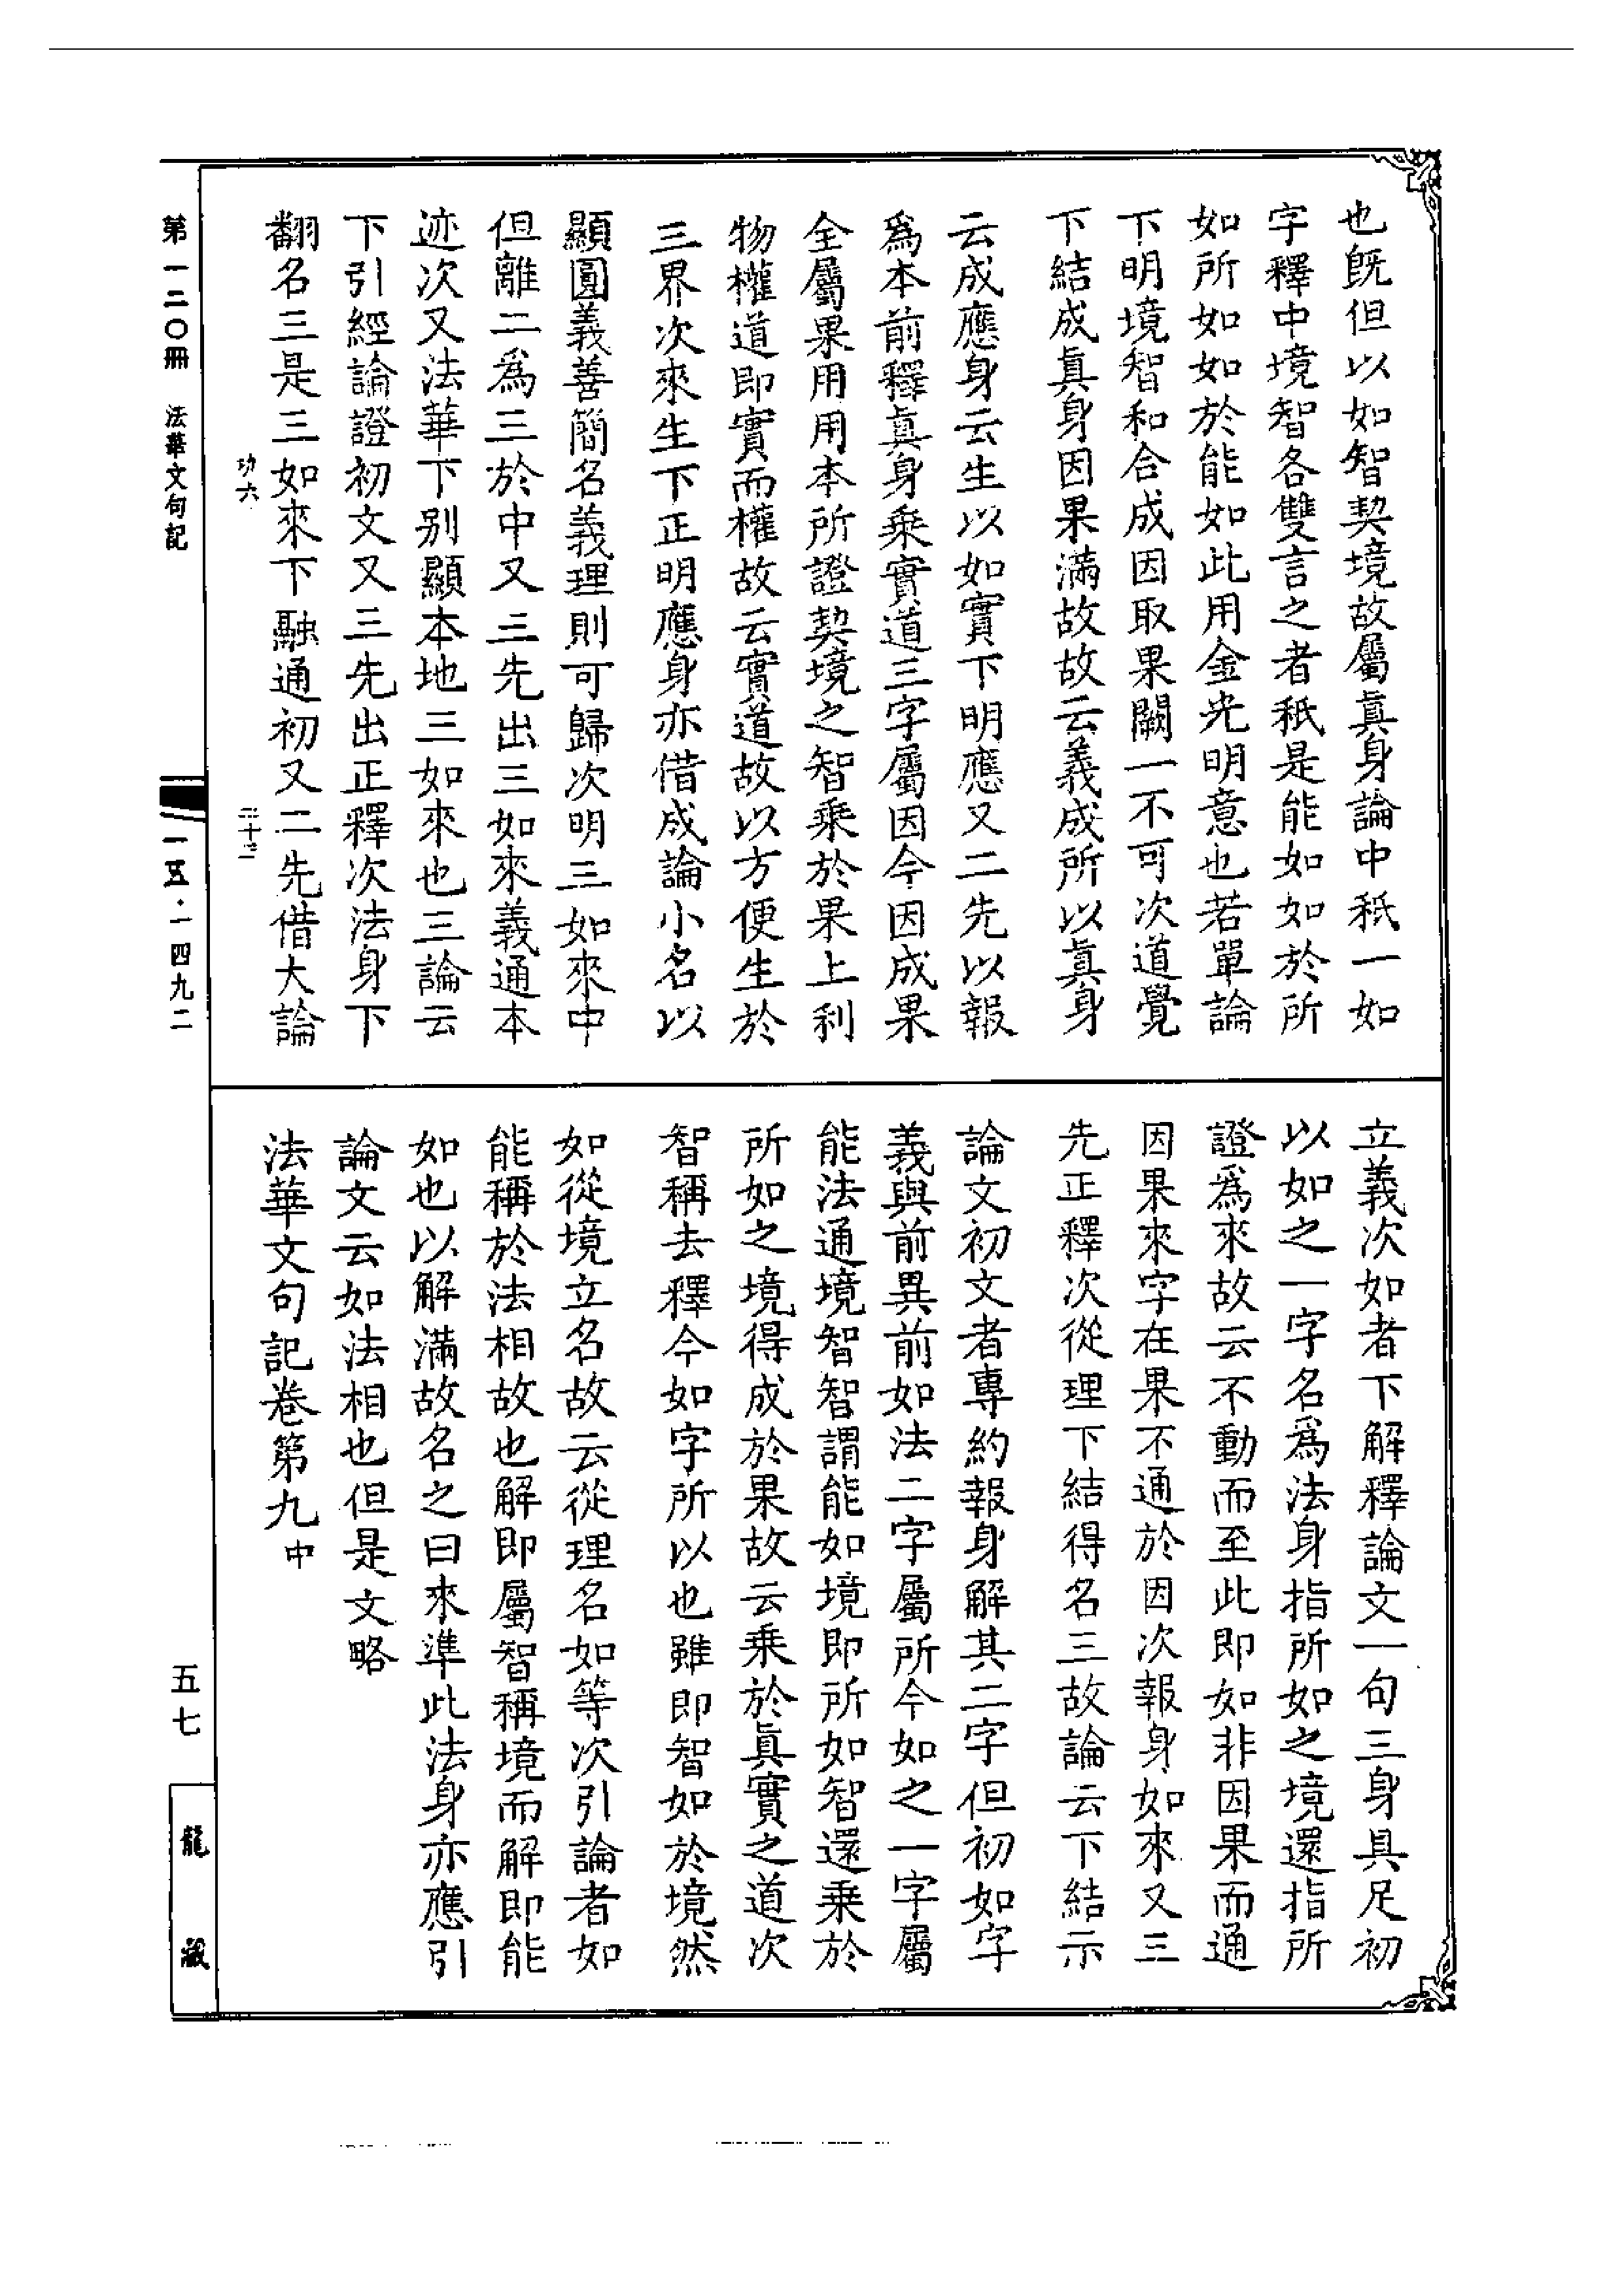 也既但以如智契境故屬眞身論中秖一如
字釋中境智各雙言之者秖是能如如於所
如所如如於能如此用金光明意也若單論
下明境智和合成因取果闕一不可次道覺
下結成眞身因果滿故故云義成所以眞身
云成應身云生以如實下明應又二先以報
爲本前釋眞身乘實道三字屬因今因成果
全屬果用用本所證契境之智乘於果上利
物權道即實而權故云實道故以方便生於
三界次來生下正明應身亦借成論小名以
顯圓義善簡名義理則可歸次明三如來中
但離二爲三於中又三先出三如來義通本
迹次又法華下别顯本地三如來也三論云
下引經論證初文又三先出正釋次法身下
翻名三是三如來下融通初又二先借大論
功六
二十三
立義次如者下解釋論文一句三身具足初
以如之一字名爲法身指所如之境還指所
證爲來故云不動而至此即如非因果而通
因果來字在果不通於因次報身如來又三
先正釋次從理下結得名三故論云下結示
論文初文者專約報身解其二字但初如字
義與前異前如法二字屬所今如之一字屬
能法通境智智謂能如境即所如智還乘於
所如之境得成於果故云乘於眞實之道次
智稱去釋今如字所以也雖即智如於境然
如從境立名故云從理名如等次引論者如
能稱於法相故也解即屬智稱境而解即能
如也以解滿故名之曰來準此法身亦應引
論文云如法相也但是文略
法華文句記卷第九中
第一二〇冊
法華文句記
一五·一四九二
五七
龍藏